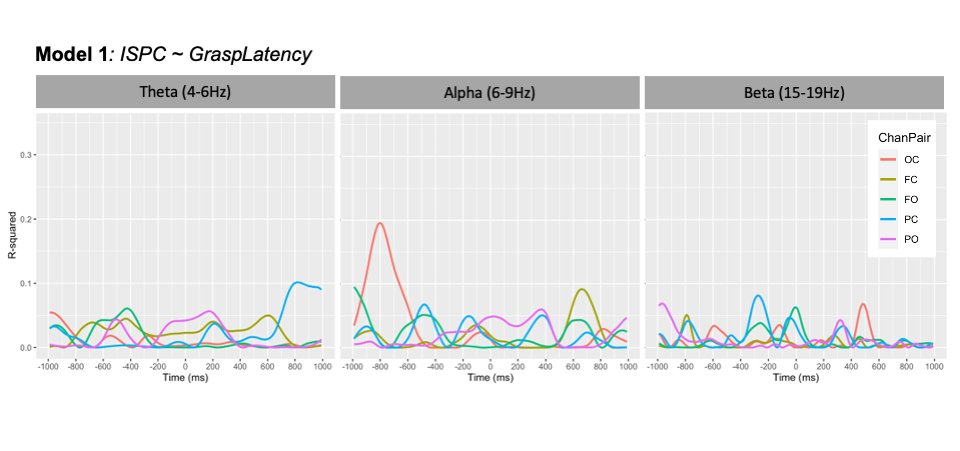 Model 1: ISPC ~ GraspLatency
Theta (4-6Hz)
Alpha (6-9Hz)
Beta (15-19Hz)
R-squared
0.3
0.2
0.1
0.0
-1000 -800 -600 -400 -200 0 200 400 600 800 1000
Time (ms)
-1000 -800 -600 -400 -200 0 200 400 600 800 1000
Time (ms)
-1000 -800 -600 -400 -200 0 200 400 600 800 1000
Time (ms)
ChanPair
OC
FC
FO
PC
PO